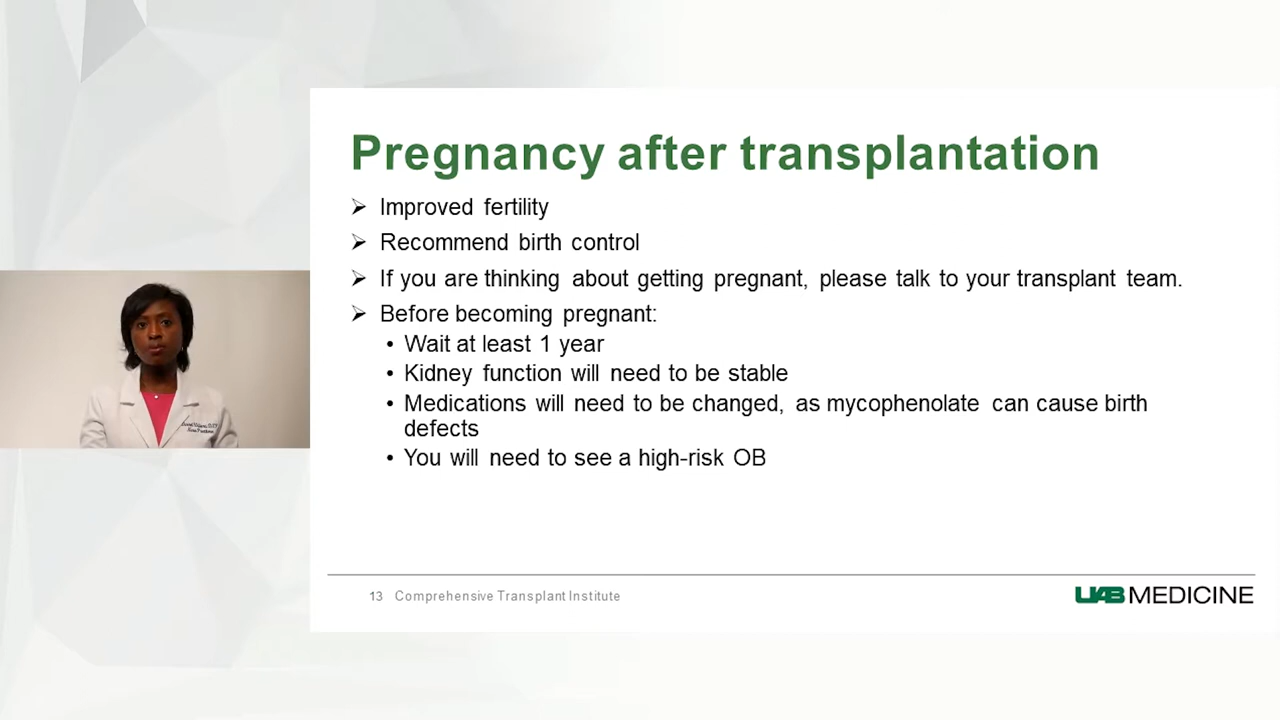 Pregnancy after transplantation
➢ Improved fertility
➢ Recommend birth control
➢ If you are thinking about getting pregnant, please talk to your transplant team.
➢ Before becoming pregnant:
• Wait at least 1 year
• Kidney function will need to be stable
• Medications will need to be changed, as mycophenolate can cause birth
defects
• You will need to see a high-risk OB
13 Comprehensive Transplant Institute
UAB MEDICINE